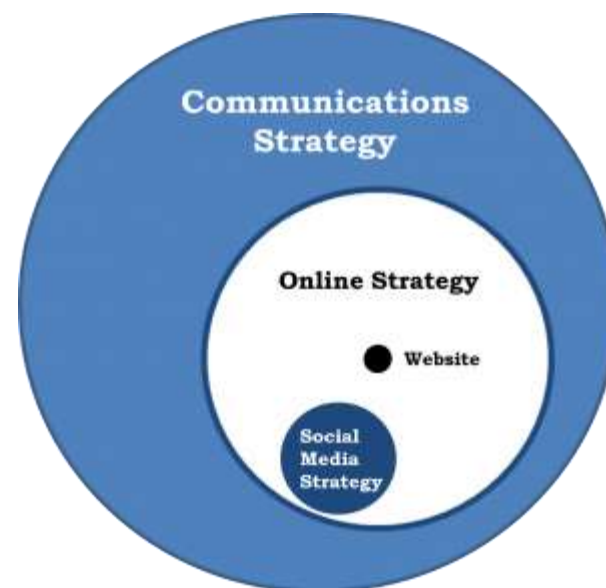 Communications
Strategy
Online Strategy
Website
Social
Media
Strategy